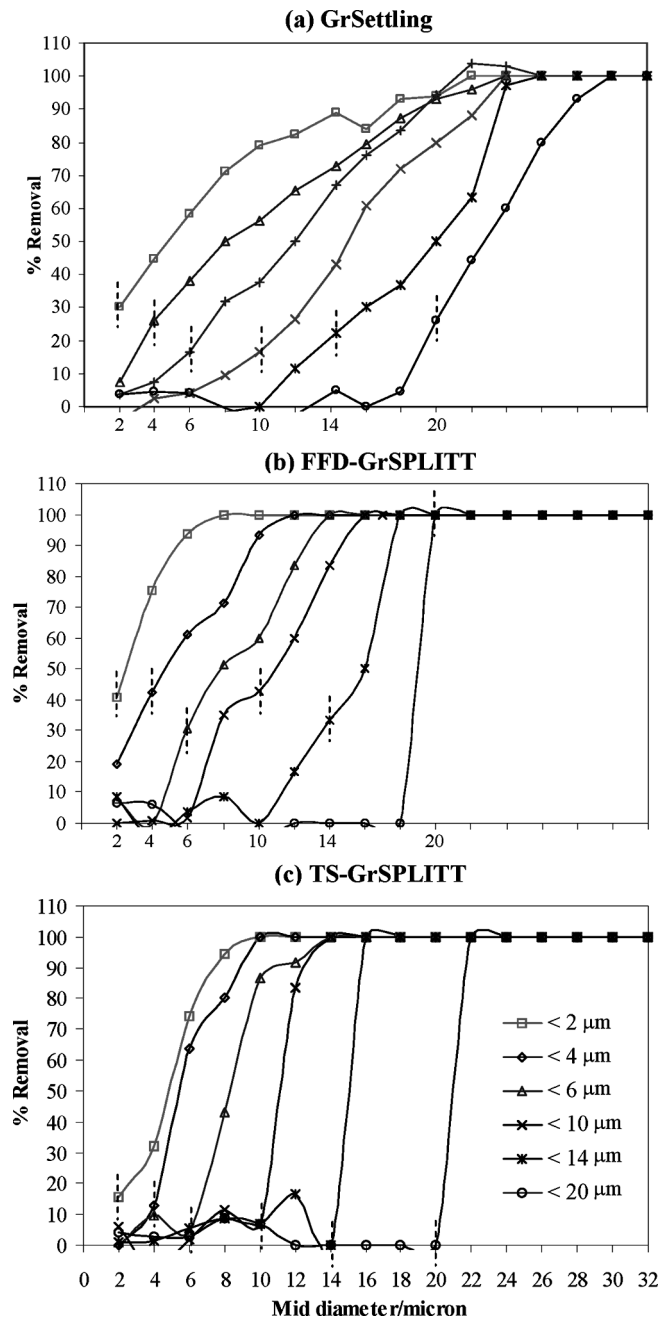 (a) GrSettling
110
100
90
80
70
60
50
40
30
20
10
0
% Removal
2 6 10 14 20
(b) FFD-GrSPLITT
110
100
90
80
70
60
50
40
30
20
10
0
% Removal
2 6 10 14 20
(c) TS-GrSPLITT
110
100
90
80
70
60
50
40
30
20
10
0
% Removal
< 2 μm
< 4 μm
< 6 μm
< 10 μm
< 14 μm
< 20 μm
0 2 4 6 8 10 12 14 16 18 20 22 24 26 28 30 32
Mid diameter/micron